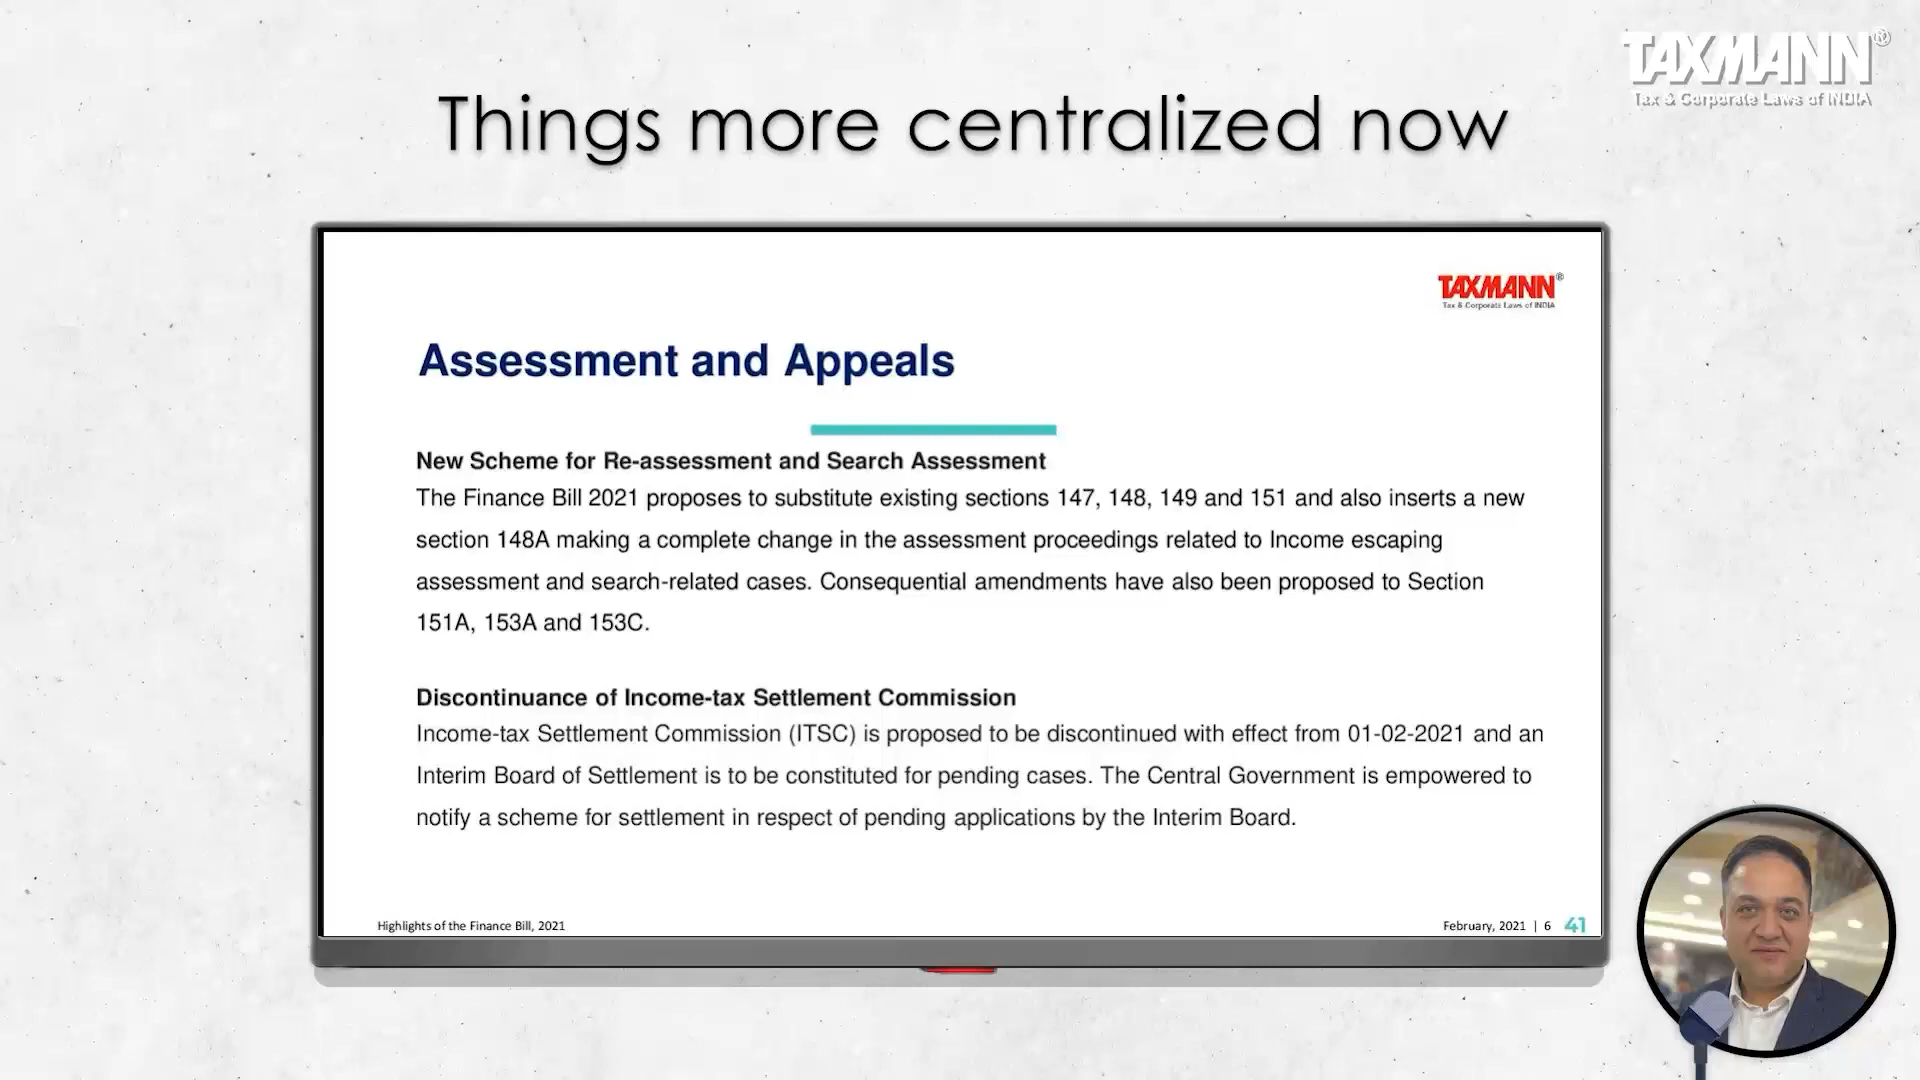 TAXMANN®
Tax & Corporate Laws of INDIA
Things more centralized now
TAXMANN®
Tax & Corporate Laws of INDIA
Assessment and Appeals
New Scheme for Re-assessment and Search Assessment
The Finance Bill 2021 proposes to substitute existing sections 147, 148, 149 and 151 and also inserts a new
section 148A making a complete change in the assessment proceedings related to Income escaping
assessment and search-related cases. Consequential amendments have also been proposed to Section
151A, 153A and 153C.
Discontinuance of Income-tax Settlement Commission
Income-tax Settlement Commission (ITSC) is proposed to be discontinued with effect from 01-02-2021 and an
Interim Board of Settlement is to be constituted for pending cases. The Central Government is empowered to
notify a scheme for settlement in respect of pending applications by the Interim Board.
Highlights of the Finance Bill, 2021
February, 2021 | 6 41